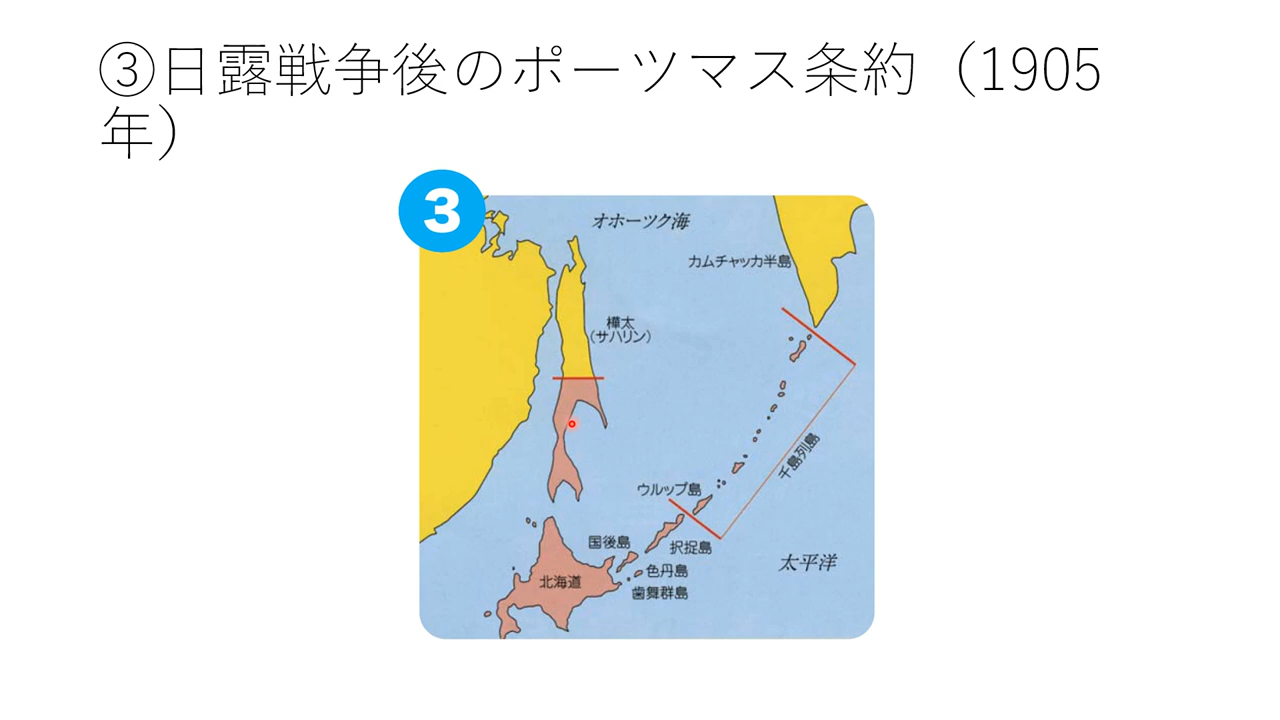 ③日露戦争後のポーツマス条約（1905
年）
3
オホーツク海
カムチャッカ半島
樺太
（サハリン）
千島列島
ウルップ島
国後島
択捉島
太平洋
色丹島
北海道
歯舞群島